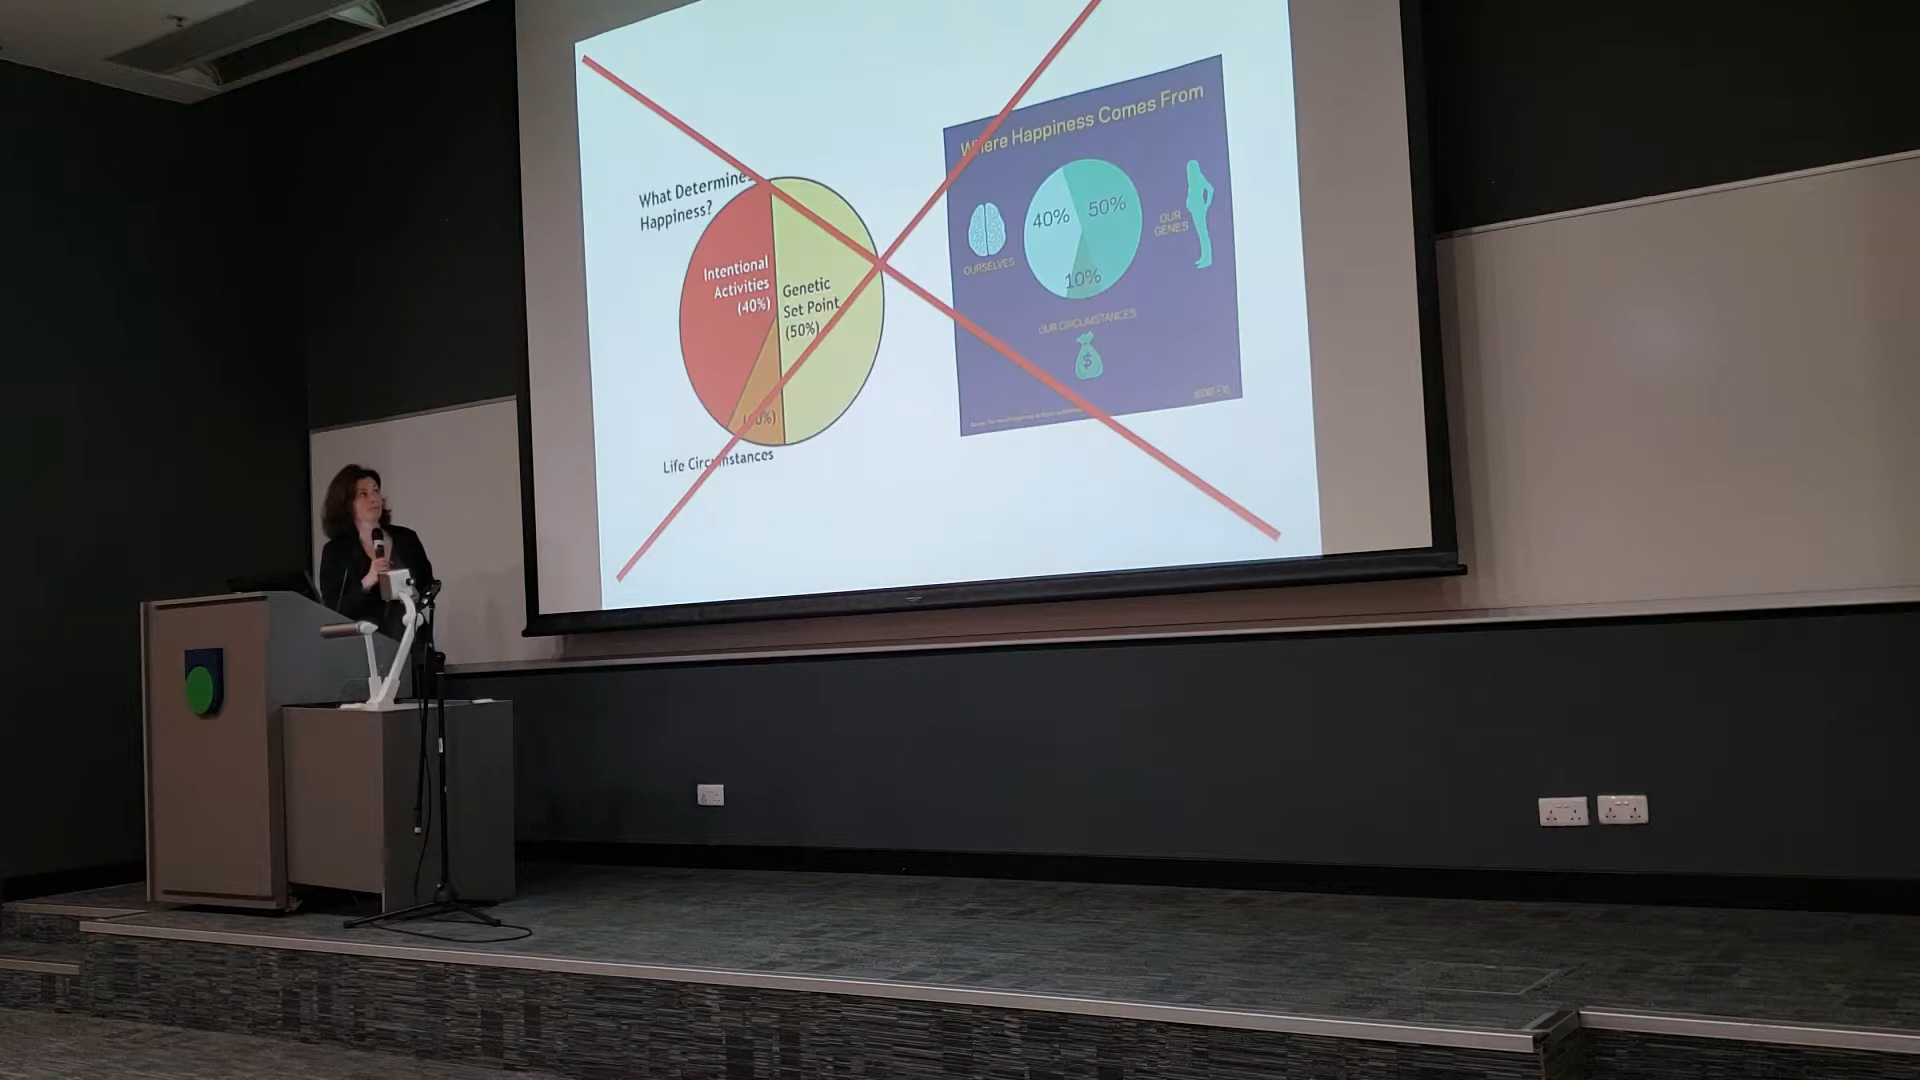 What Determines
Happiness?
Intentional
Activities
(40%)
Genetic
Set Point
(50%)
Life Circumstances
Where Happiness Comes From
40%
50%
10%
OURSELVES
OUR
GENES
OUR CIRCUMSTANCES
$